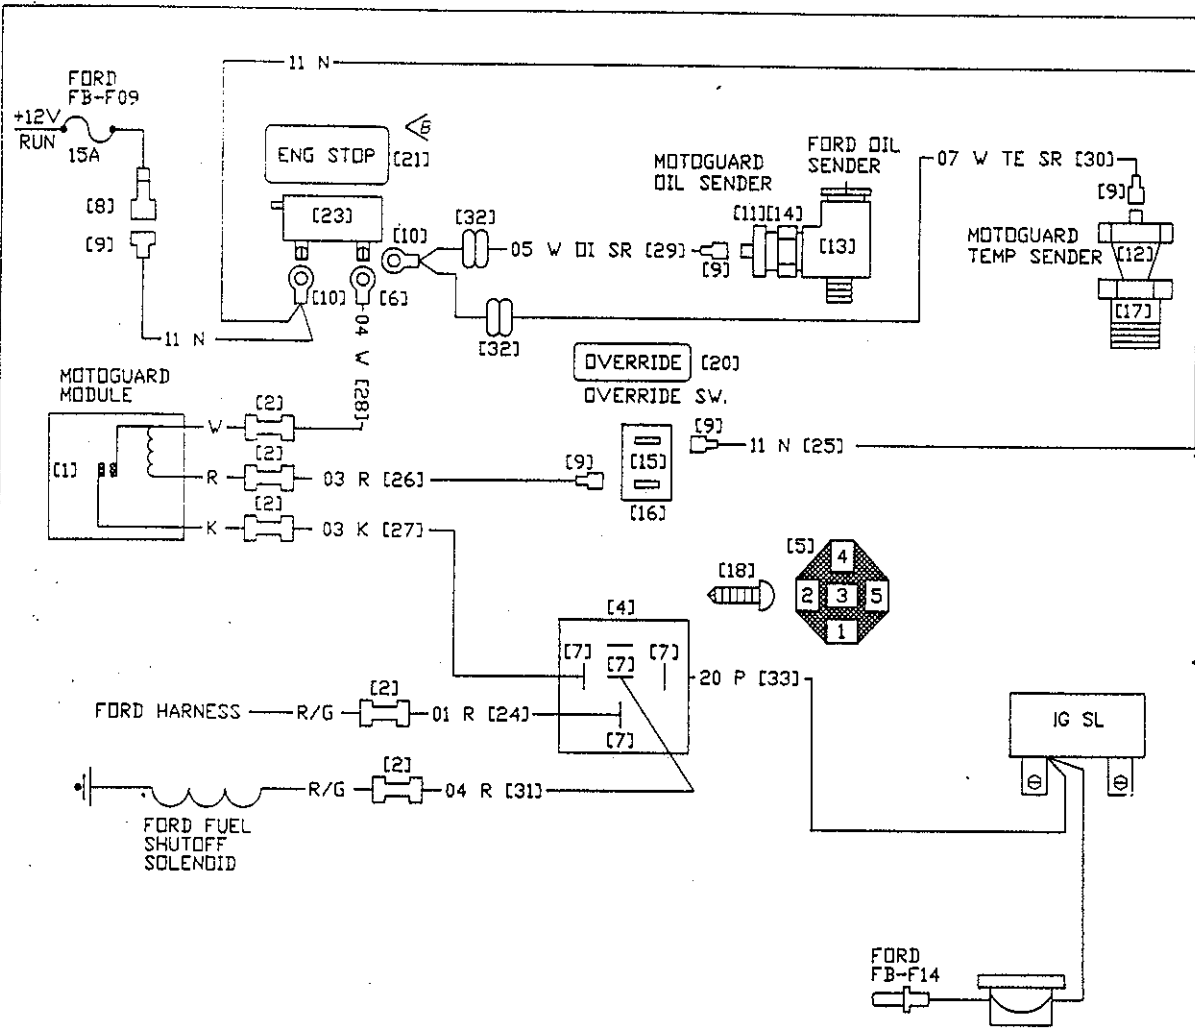 11 N
FORD
FB-F09
+12V
RUN
15A
B
ENG STOP
[21]
[8]
[23]
[32]
[9]
[10]
05 W OI SR [29]
[9]
MOTOGUARD
OIL SENDER
FORD OIL
SENDER
[11][14]
[13]
07 W TE SR [30]
[9]
MOTOGUARD
TEMP SENDER
[12]
[17]
[10]
[6]
11 N
04 W [28]
[32]
OVERRIDE
[20]
OVERRIDE SW.
MOTOGUARD
MODULE
[2]
W
[1]
[2]
R
03 R [26]
[9]
[15]
[16]
[9]
11 N [25]
[2]
K
03 K [27]
[5]
4
2
3
5
1
[18]
[4]
[7]
[7]
[7]
[7]
20 P [33]
FORD HARNESS
R/G
[2]
01 R [24]
IG SL
R/G
[2]
04 R [31]
FORD FUEL
SHUTOFF
SOLENOID
FORD
FB-F14